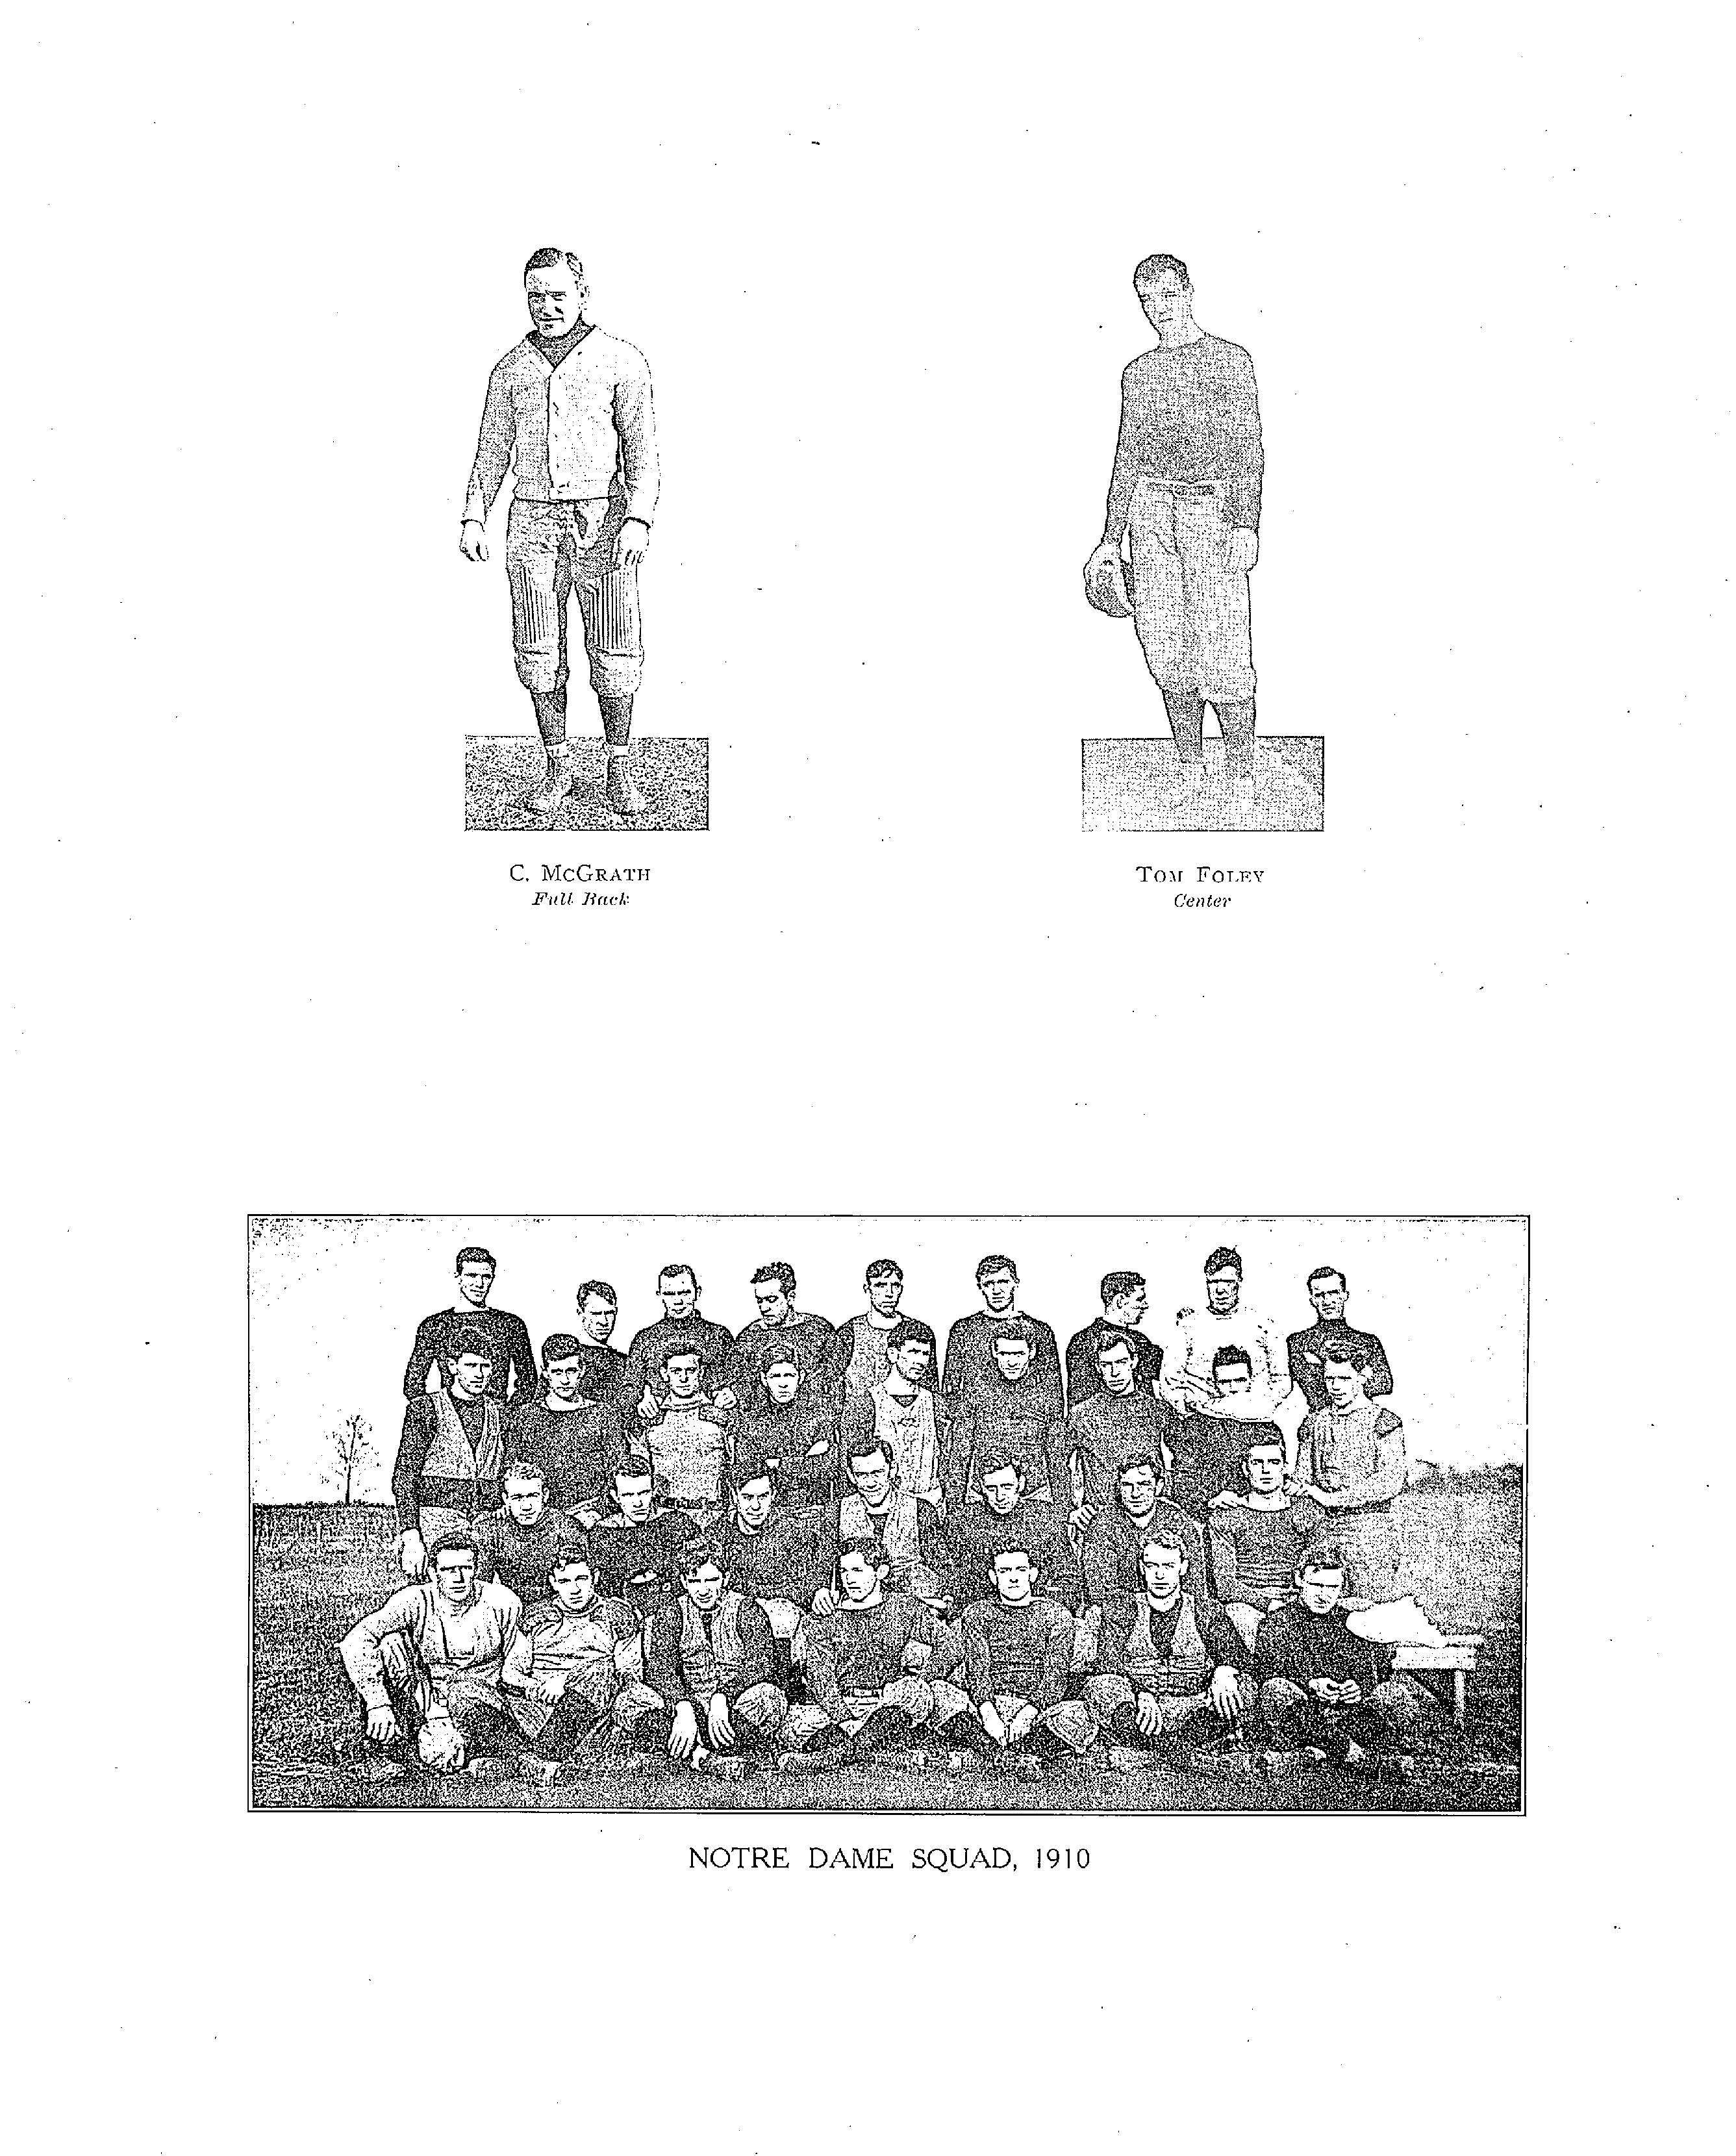 C. McGRATH
Full Back
TOM FOLEY
Center
NOTRE DAME SQUAD, 1910